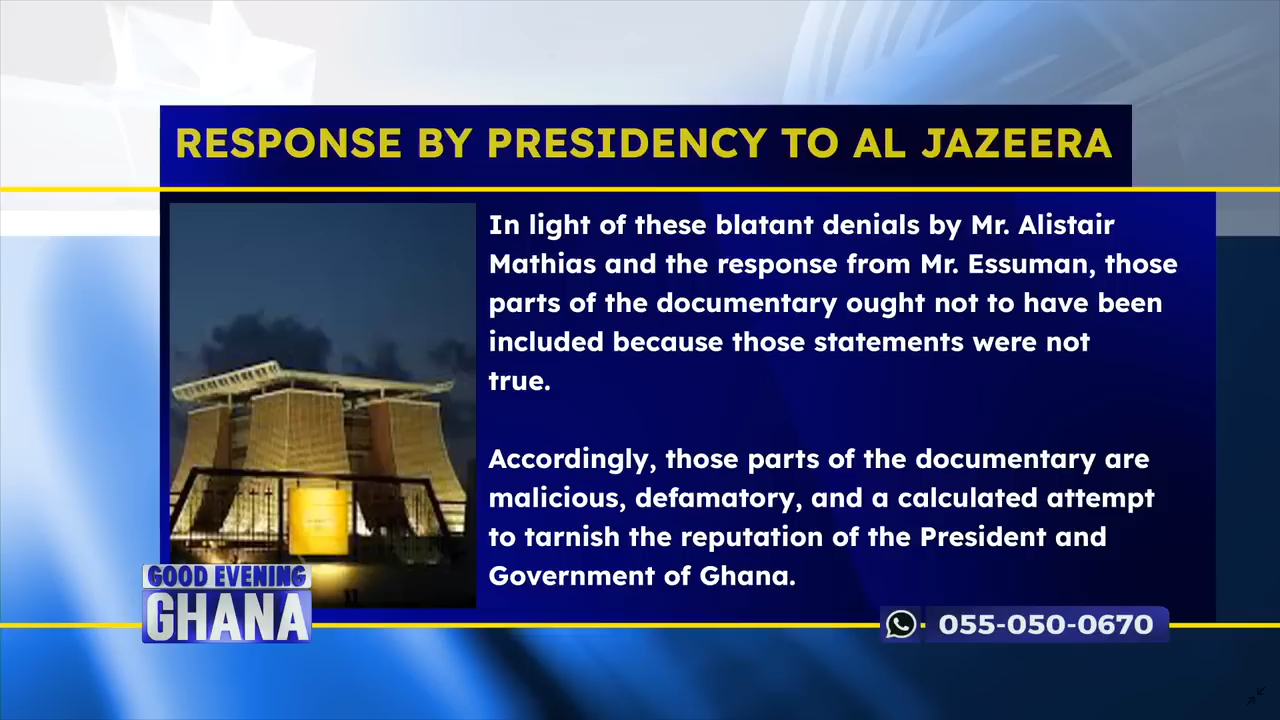 RESPONSE BY PRESIDENCY TO AL JAZEERA
In light of these blatant denials by Mr. Alistair
Mathias and the response from Mr. Essuman, those
parts of the documentary ought not to have been
included because those statements were not
true.
Accordingly, those parts of the documentary are
malicious, defamatory, and a calculated attempt
to tarnish the reputation of the President and
Government of Ghana.
GOOD EVENING
GHANA
055-050-0670